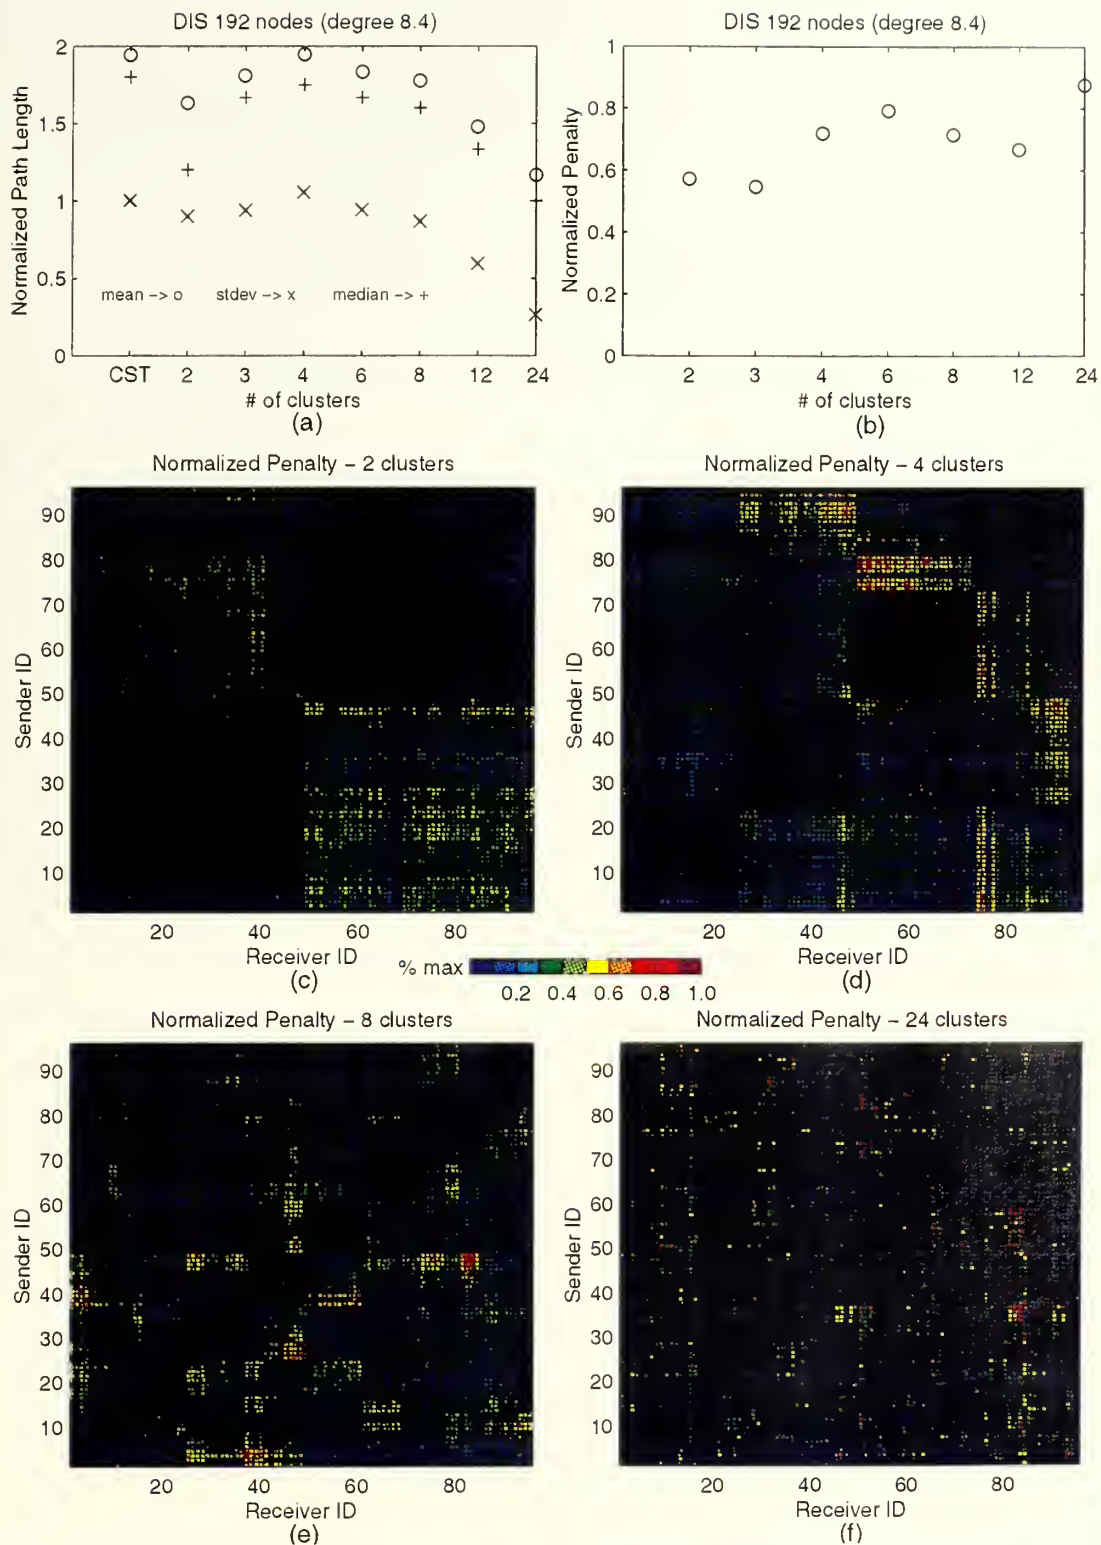 DIS 192 nodes (degree 8.4)
Normalized Path Length
2
1.5
1
0.5
0
mean -> o stdev -> x median -> +
CST 2 3 4 6 8 12 24
# of clusters
(a)
DIS 192 nodes (degree 8.4)
Normalized Penalty
1
0.8
0.6
0.4
0.2
0
2 3 4 6 8 12 24
# of clusters
(b)
Normalized Penalty – 2 clusters
Sender ID
90
80
70
60
50
40
30
20
10
20 40 60 80
Receiver ID
(c)
Normalized Penalty – 4 clusters
Sender ID
90
80
70
60
50
40
30
20
10
20 40 60 80
Receiver ID
(d)
% max
0.2 0.4 0.6 0.8 1.0
Normalized Penalty – 8 clusters
Sender ID
90
80
70
60
50
40
30
20
10
20 40 60 80
Receiver ID
(e)
Normalized Penalty – 24 clusters
Sender ID
90
80
70
60
50
40
30
20
10
20 40 60 80
Receiver ID
(f)